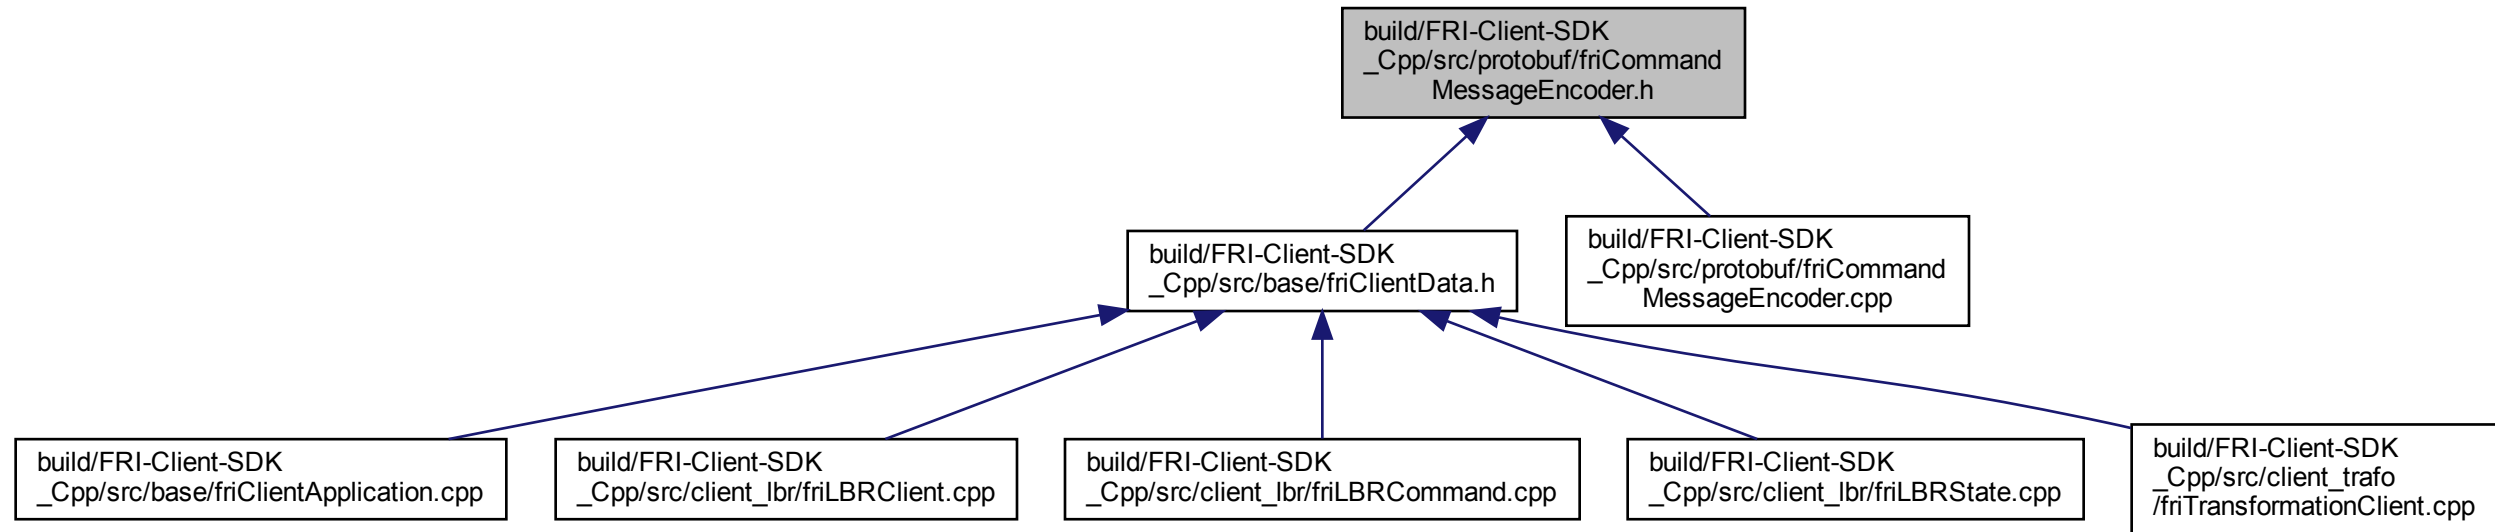 build/FRI-Client-SDK
_Cpp/src/protobuf/friCommand
MessageEncoder.h
build/FRI-Client-SDK
_Cpp/src/base/friClientData.h
build/FRI-Client-SDK
_Cpp/src/protobuf/friCommand
MessageEncoder.cpp
build/FRI-Client-SDK
_Cpp/src/base/friClientApplication.cpp
build/FRI-Client-SDK
_Cpp/src/client_lbr/friLBRClient.cpp
build/FRI-Client-SDK
_Cpp/src/client_lbr/friLBRCommand.cpp
build/FRI-Client-SDK
_Cpp/src/client_lbr/friLBRState.cpp
build/FRI-Client-SDK
_Cpp/src/client_trafo
/friTransformationClient.cpp